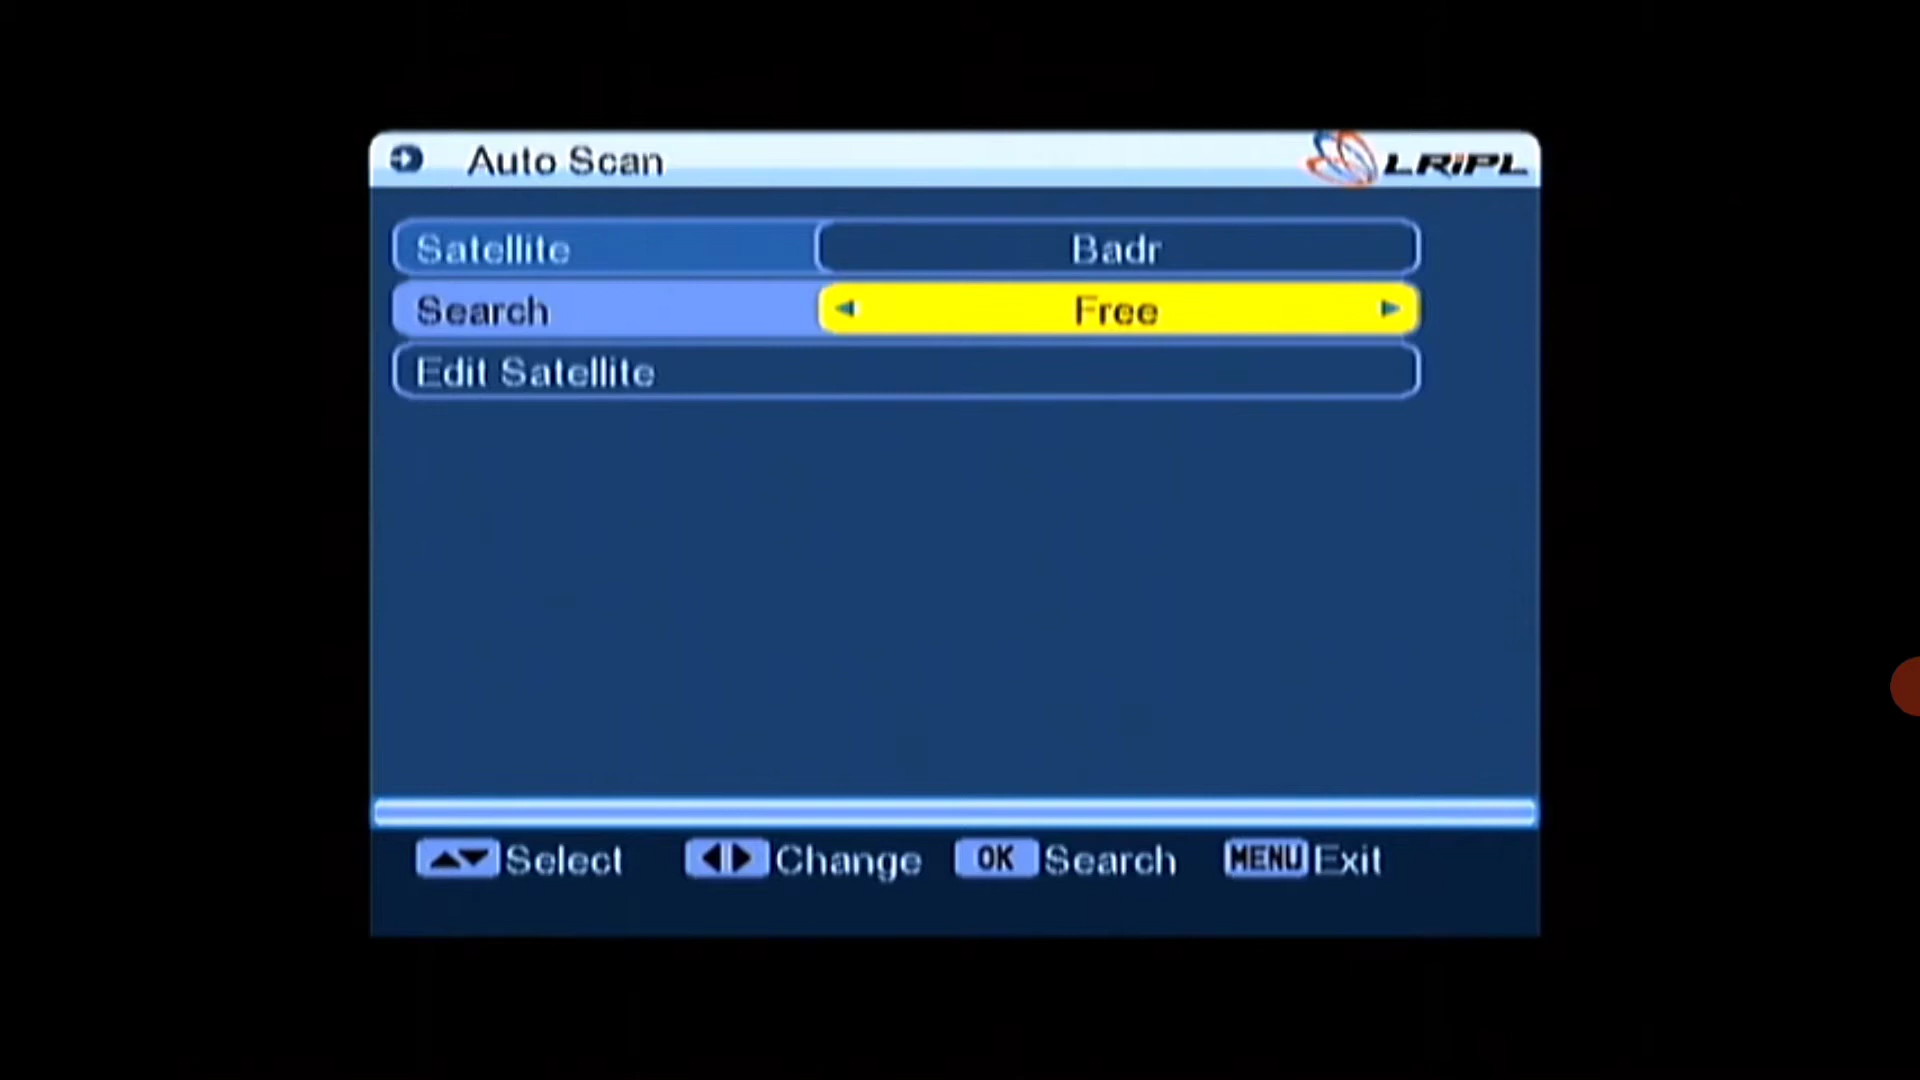 Auto Scan LRIPL
Satellite Badr
Search Free
Edit Satellite
Select Change OK Search MENU Exit